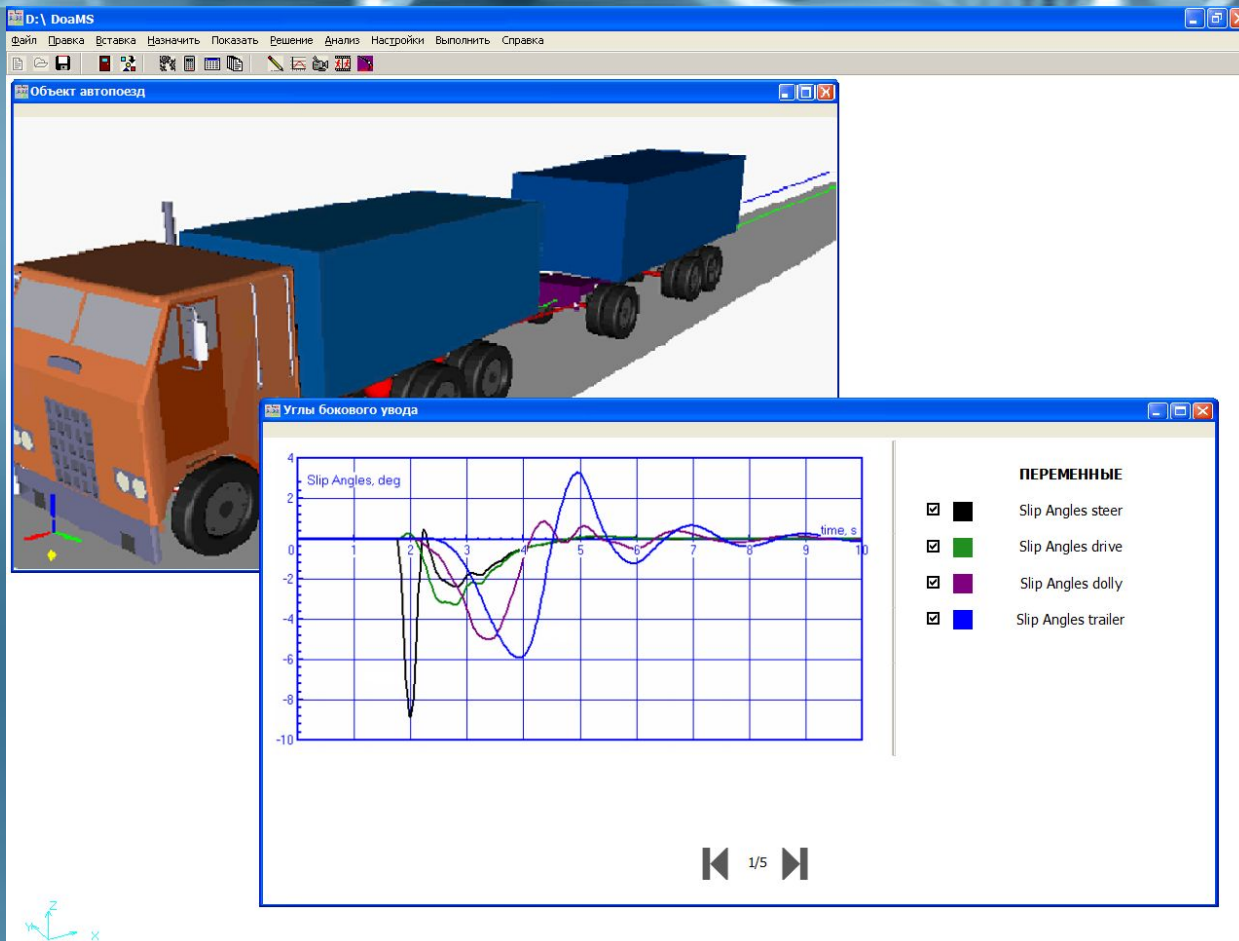 D:\ DoaMS
Файл Правка Вставка Назначить Показать Решение Анализ Настройки Выполнить Справка
Объект автопоезд
Углы бокового увода
4
Slip Angles, deg
2
time, s
0 1 2 3 4 5 6 7 8 9 10
-2
-4
-6
-8
-10
ПЕРЕМЕННЫЕ
Slip Angles steer
Slip Angles drive
Slip Angles dolly
Slip Angles trailer
1/5
Z
Y
X